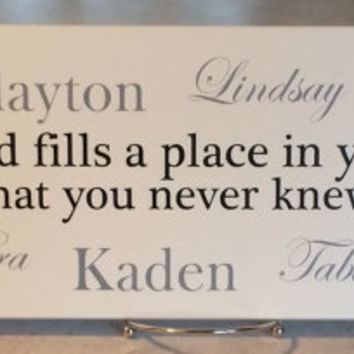 layton Lindsay
d fills a place in y
hat you never knew
ra Kaden Tab